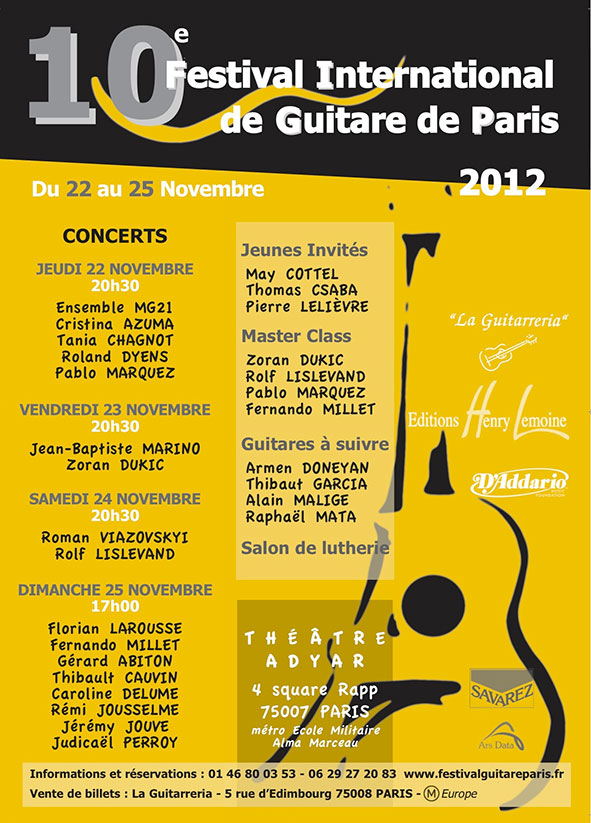 10e Festival International
de Guitare de Paris
2012
Du 22 au 25 Novembre
CONCERTS
JEUDI 22 NOVEMBRE
20h30
Ensemble MG21
Cristina AZUMA
Tania CHAGNOT
Roland DYENS
Pablo MARQUEZ
VENDREDI 23 NOVEMBRE
20h30
Jean-Baptiste MARINO
Zoran DUKIC
SAMEDI 24 NOVEMBRE
20h30
Roman VIAZOVSKYI
Rolf LISLEVAND
DIMANCHE 25 NOVEMBRE
17h00
Florian LAROUSSE
Fernando MILLET
Gérard ABITON
Thibault CAUVIN
Caroline DELUME
Rémi JOUSSELME
Jérémy JOUVE
Judicaël PERROY
Jeunes Invités
May COTTEL
Thomas CSABA
Pierre LELIÈVRE
Master Class
Zoran DUKIC
Rolf LISLEVAND
Pablo MARQUEZ
Fernando MILLET
Guitares à suivre
Armen DONEYAN
Thibaut GARCIA
Alain MALIGE
Raphaël MATA
Salon de lutherie
THÉÂTRE
ADYAR
4 square Rapp
75007 PARIS
métro Ecole Militaire
Alma Marceau
"La Guitarreria"
Editions Henry Lemoine
D'Addario
FOUNDATION
SAVAREZ
Ars Data
Informations et réservations : 01 46 80 03 53 - 06 29 27 20 83 www.festivalguitareparis.fr
Vente de billets : La Guitarreria - 5 rue d'Edimbourg 75008 PARIS - M Europe